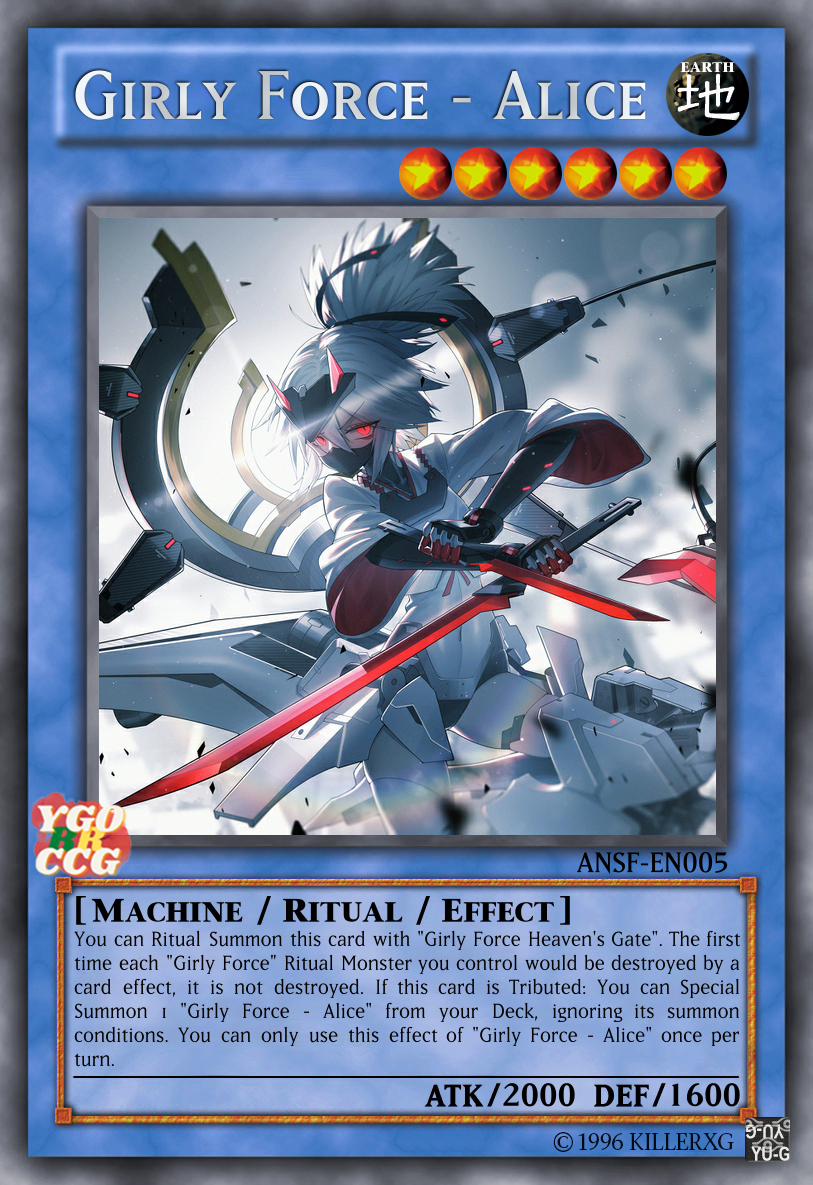 GIRLY FORCE - ALICE
EARTH
地
ANSF-EN005
YGO
RR
CCG
[MACHINE / RITUAL / EFFECT]
You can Ritual Summon this card with "Girly Force Heaven's Gate". The first
time each "Girly Force" Ritual Monster you control would be destroyed by a
card effect, it is not destroyed. If this card is Tributed: You can Special
Summon 1 "Girly Force - Alice" from your Deck, ignoring its summon
conditions. You can only use this effect of "Girly Force - Alice" once per
turn.
ATK/2000 DEF/1600
© 1996 KILLERXG
YU-G